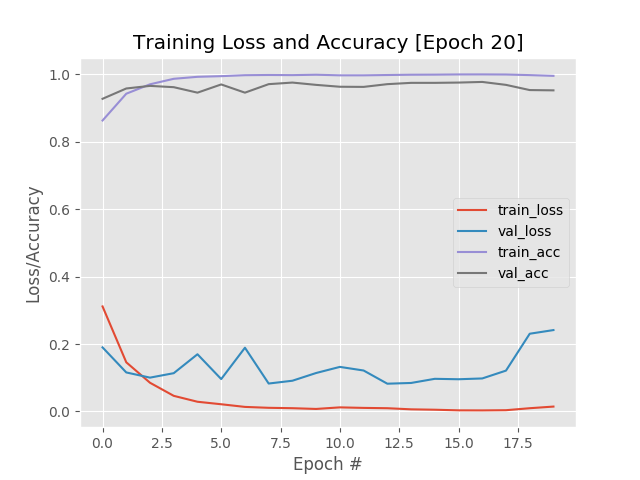 Training Loss and Accuracy [Epoch 20]
1.0
0.8
0.6
0.4
0.2
0.0
Loss/Accuracy
train_loss
val_loss
train_acc
val_acc
0.0 2.5 5.0 7.5 10.0 12.5 15.0 17.5
Epoch #